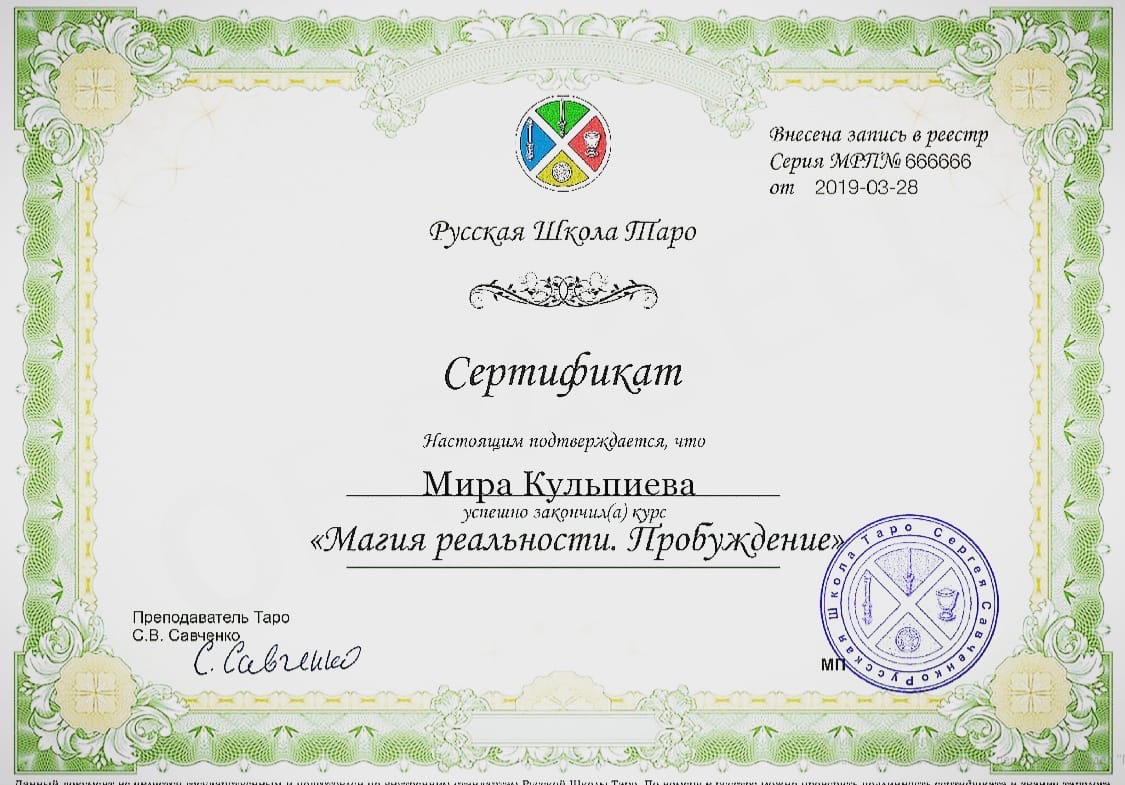 Внесена запись в реестр
Серия МРП№ 666666
от 2019-03-28
Русская Школа Таро
Сертификат
Настоящим подтверждается, что
Мира Кульпиева
успешно закончил(а) курс
«Магия реальности. Пробуждение»
Преподаватель Таро
С.В. Савченко
С. Савченко
МП
Русская Школа Таро Сергея Савченко